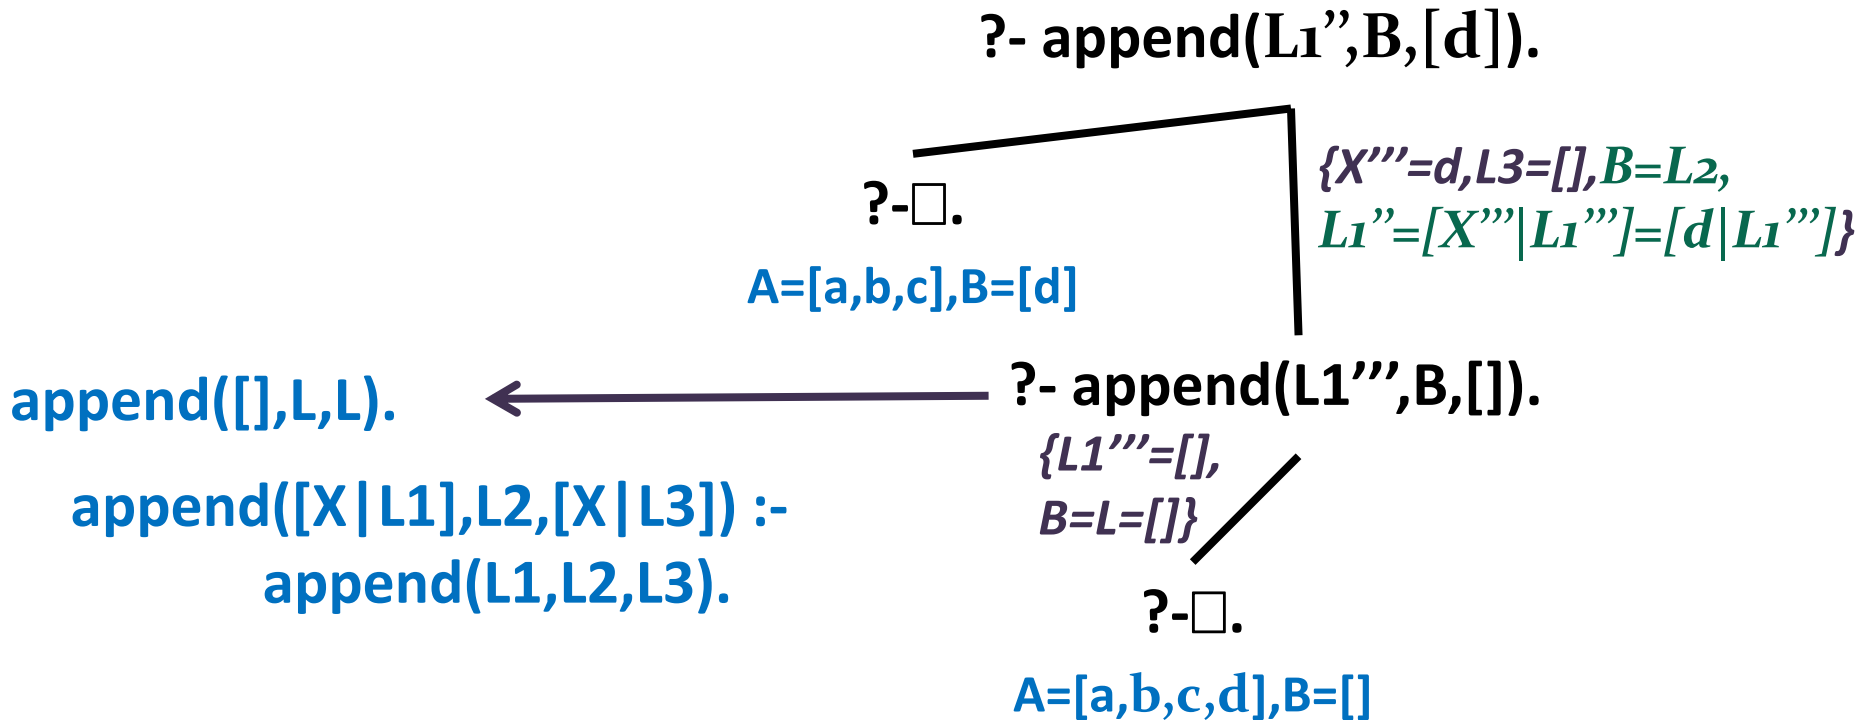 ?- append(L1’’,B,[d]).
{X’’’=d,L3=[],B=L2,
L1’’=[X’’’|L1’’’]=[d|L1’’’]}
?-□.
A=[a,b,c],B=[d]
append([],L,L).
?- append(L1’’’,B,[]).
{L1’’’=[],
B=L=[]}
append([X|L1],L2,[X|L3]) :-
append(L1,L2,L3).
?-□.
A=[a,b,c,d],B=[]